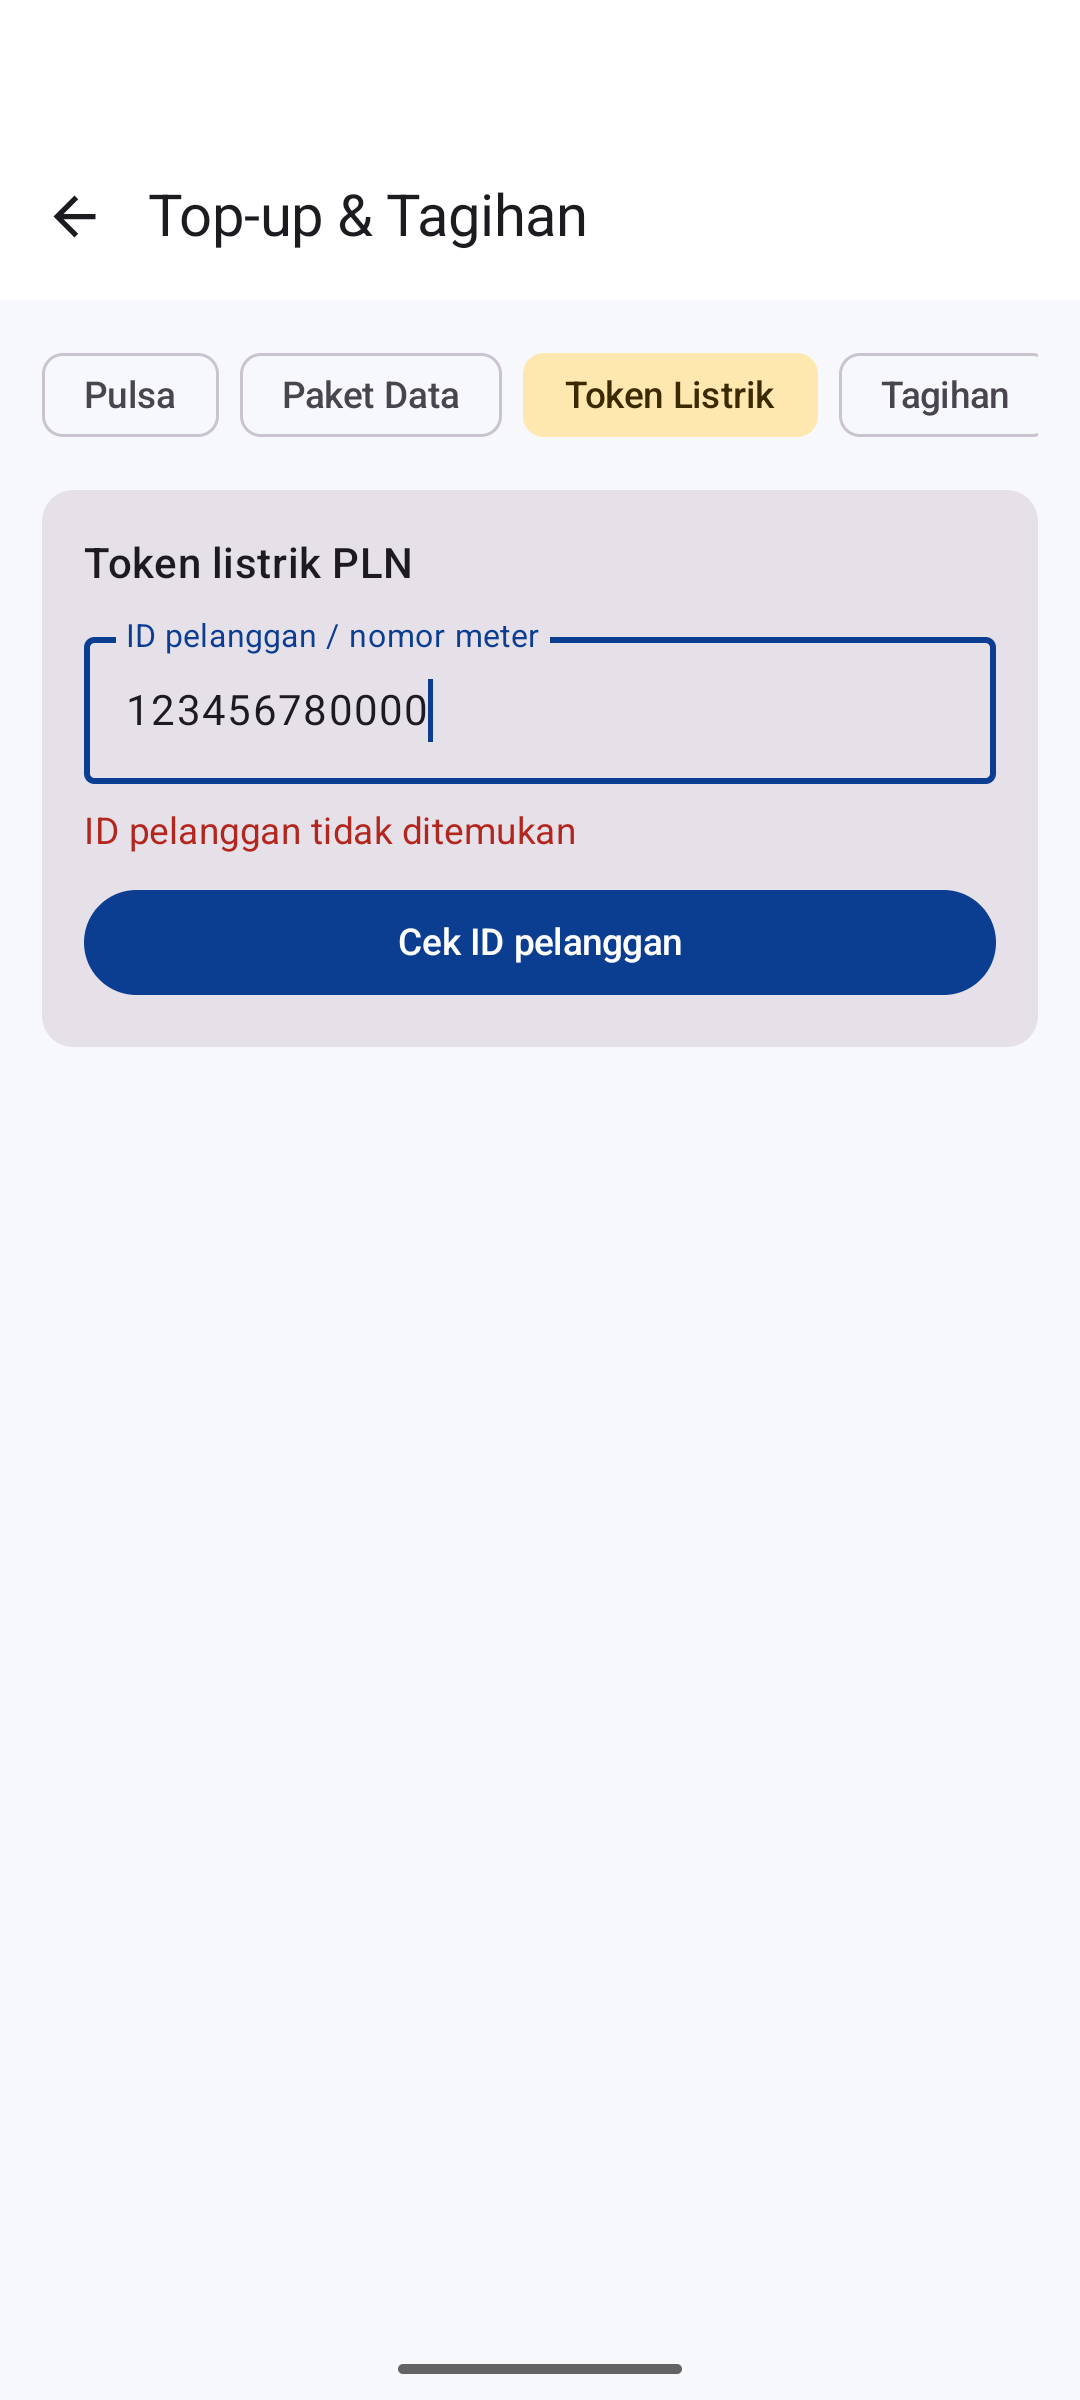 Top-up & Tagihan
Pulsa
Paket Data
Token Listrik
Tagihan
Token listrik PLN
ID pelanggan / nomor meter
123456780000
ID pelanggan tidak ditemukan
Cek ID pelanggan